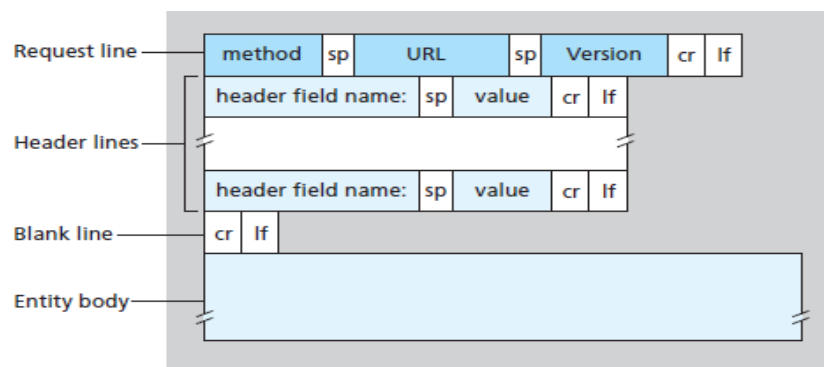 Request line method sp URL sp Version cr lf
header field name: sp value cr lf
Header lines
header field name: sp value cr lf
Blank line cr lf
Entity body